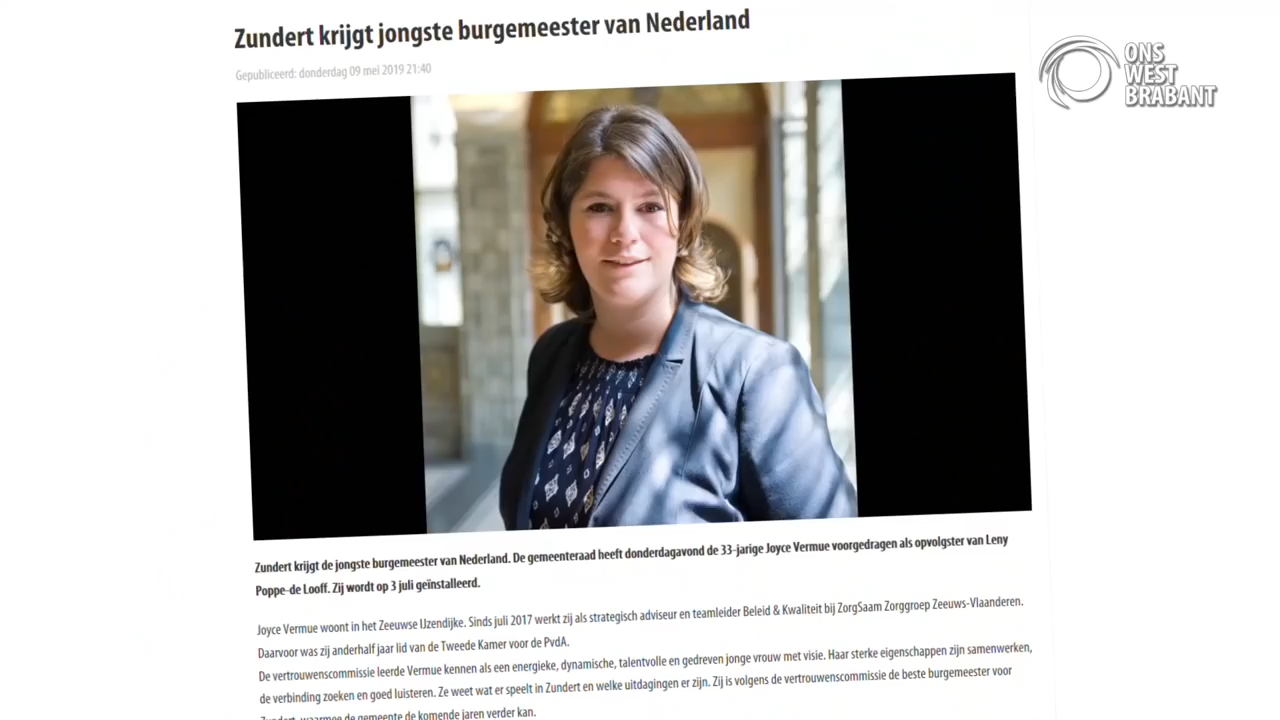 Zundert krijgt jongste burgemeester van Nederland
Gepubliceerd: donderdag 09 mei 2019 21:40
ONS
WEST
BRABANT
Zundert krijgt de jongste burgemeester van Nederland. De gemeenteraad heeft donderdagavond de 33-jarige Joyce Vermue voorgedragen als opvolgster van Leny
Poppe-de Looff. Zij wordt op 3 juli geïnstalleerd.
Joyce Vermue woont in het Zeeuwse IJzendijke. Sinds juli 2017 werkt zij als strategisch adviseur en teamleider Beleid & Kwaliteit bij ZorgSaam Zorggroep Zeeuws-Vlaanderen.
Daarvoor was zij anderhalf jaar lid van de Tweede Kamer voor de PvdA.
De vertrouwenscommissie leerde Vermue kennen als een energieke, dynamische, talentvolle en gedreven jonge vrouw met visie. Haar sterke eigenschappen zijn samenwerken,
de verbinding zoeken en goed luisteren. Ze weet wat er speelt in Zundert en welke uitdagingen er zijn. Zij is volgens de vertrouwenscommissie de beste burgemeester voor
Zundert, waarmee de gemeente de komende jaren verder kan.